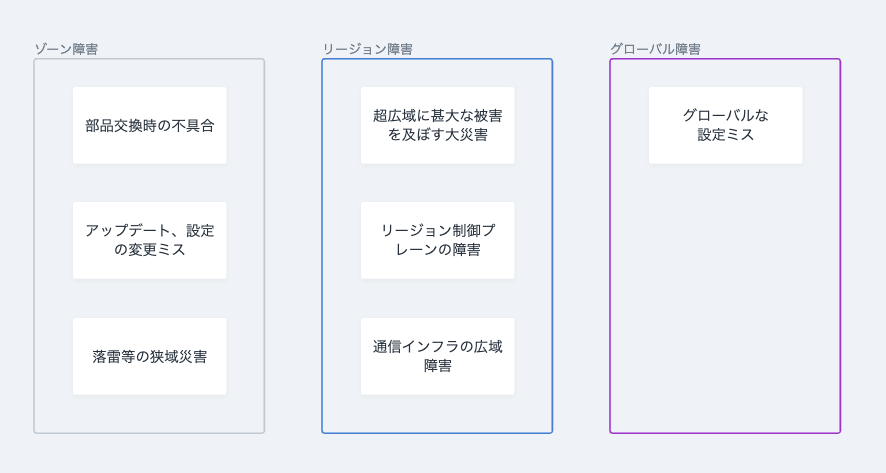 ゾーン障害
部品交換時の不具合
アップデート、設定
の変更ミス
落雷等の狭域災害
リージョン障害
超広域に甚大な被害
を及ぼす大災害
リージョン制御プ
レーンの障害
通信インフラの広域
障害
グローバル障害
グローバルな
設定ミス